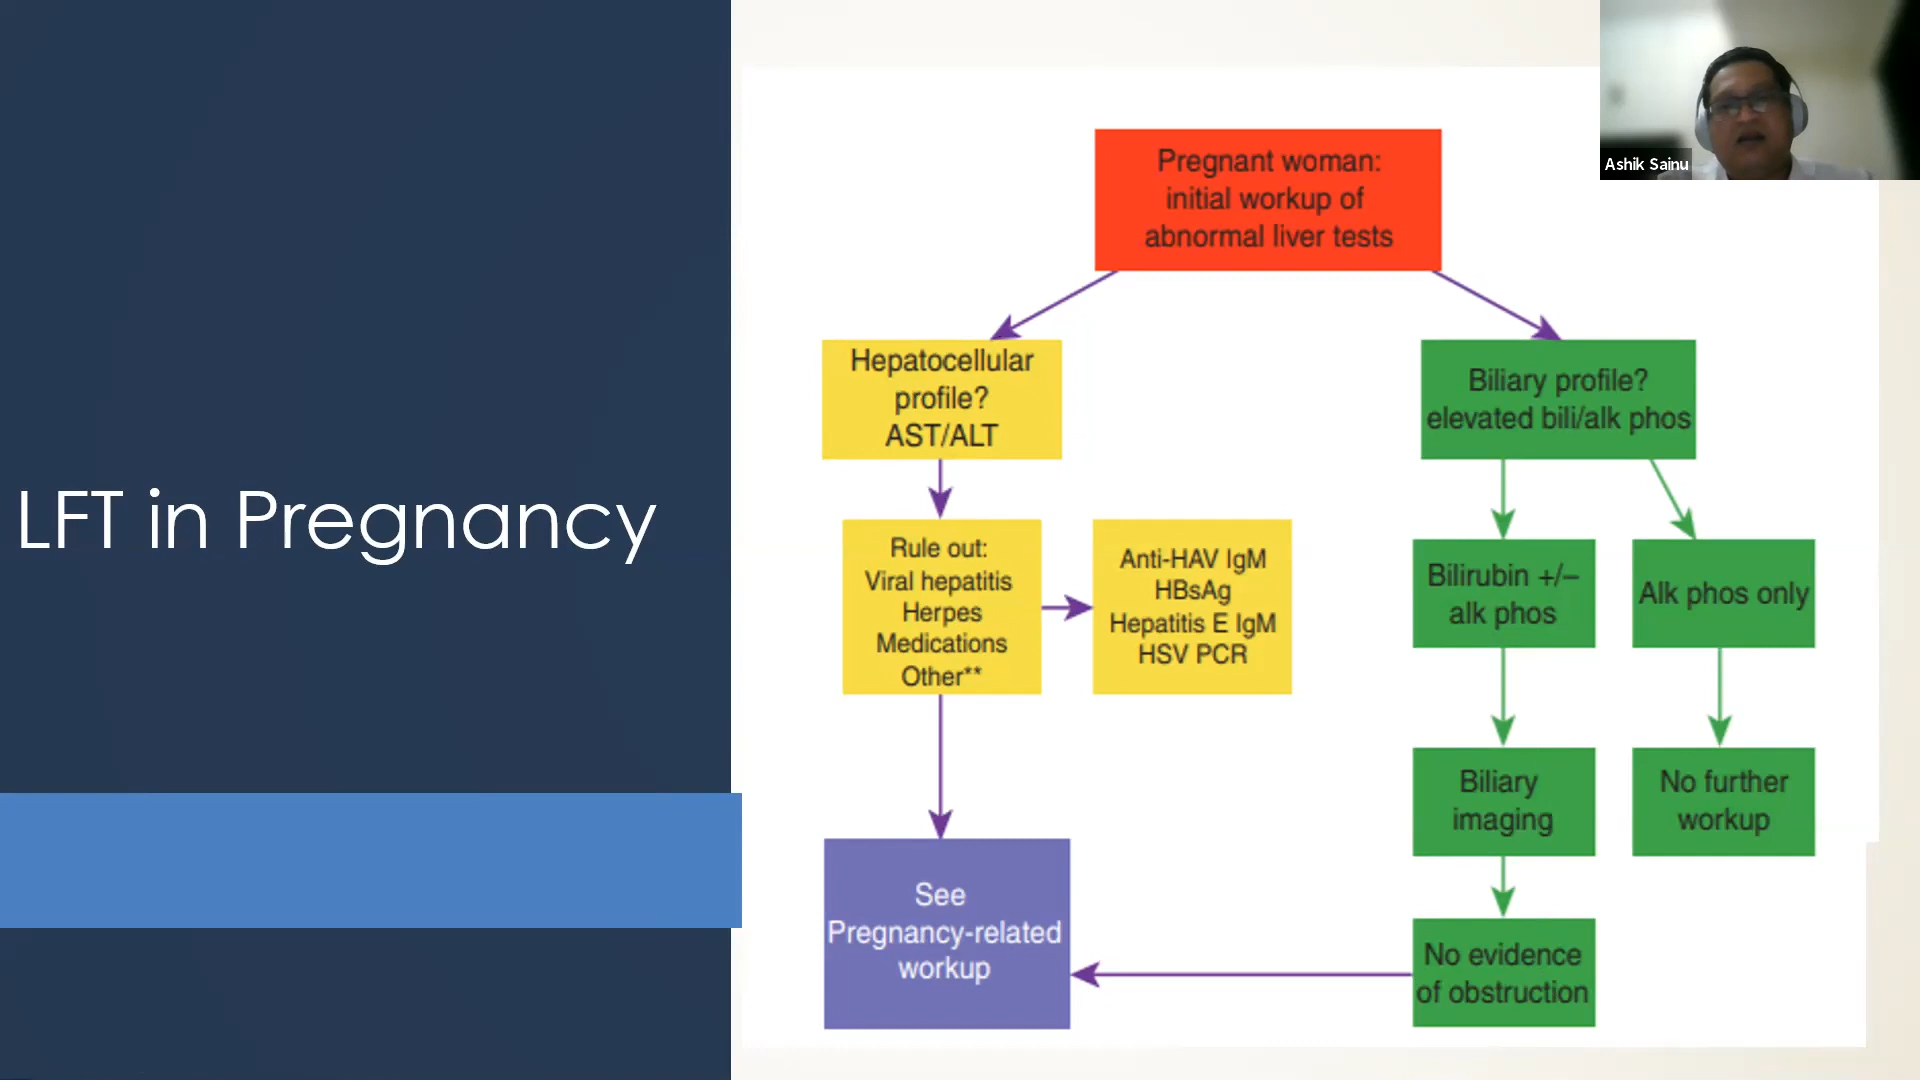 LFT in Pregnancy
Pregnant woman:
initial workup of
abnormal liver tests
Ashik Sainu
Hepatocellular
profile?
AST/ALT
Biliary profile?
elevated bili/alk phos
Rule out:
Viral hepatitis
Herpes
Medications
Other**
Anti-HAV IgM
HBsAg
Hepatitis E IgM
HSV PCR
Bilirubin +/–
alk phos
Alk phos only
Biliary
imaging
No further
workup
See
Pregnancy-related
workup
No evidence
of obstruction